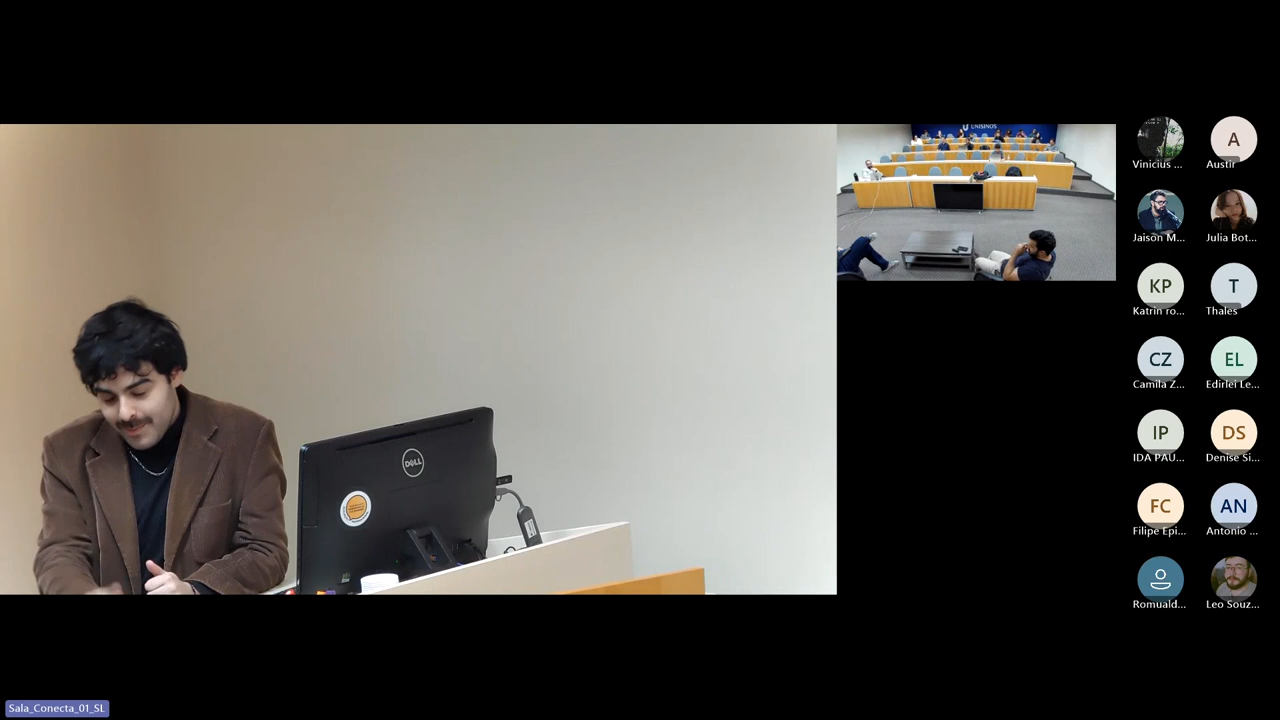 UNISINOS
Vinicius ...
A
Austir
Jaison M...
Julia Bot...
KP
Katrin ro...
T
Thales
CZ
Camila Z...
EL
Edirlei Le...
IP
IDA PAU...
DS
Denise Si...
FC
Filipe Epi...
AN
Antonio ...
Romuald...
Leo Souz...
DELL
Sala_Conecta_01_SL